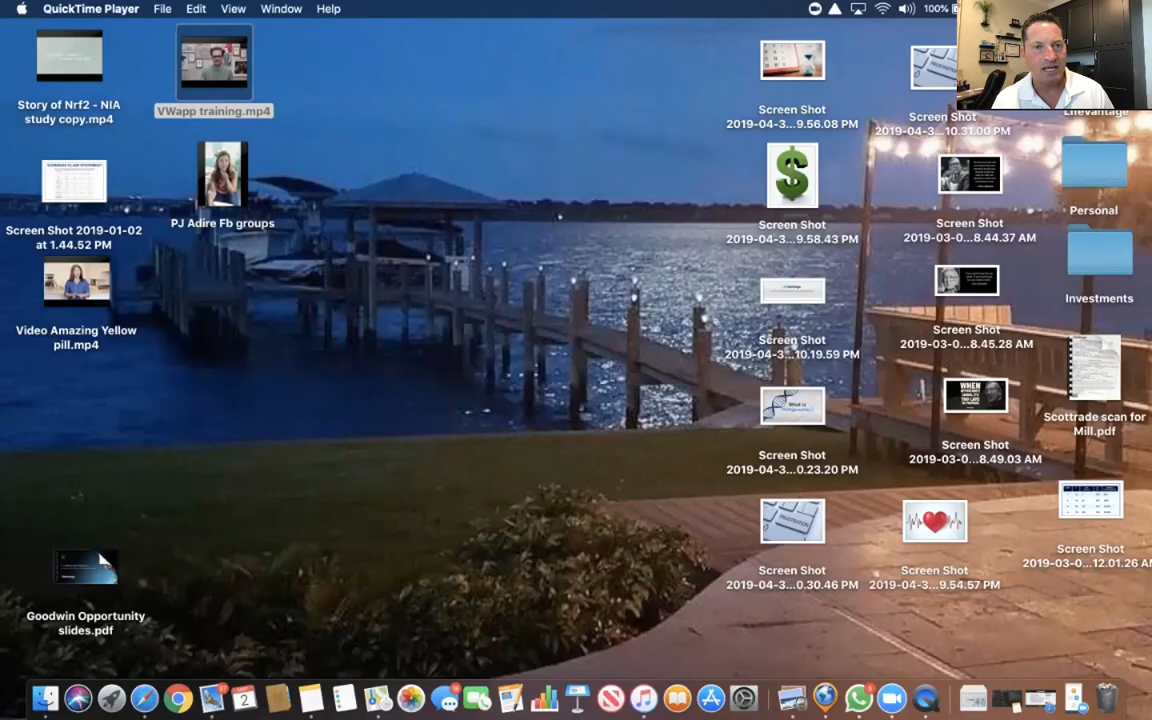 QuickTime Player File Edit View Window Help
100%
Story of Nrf2 - NIA
study copy.mp4
VWapp training.mp4
Screen Shot
2019-04-3...9.56.08 PM
Screen Shot
2019-04-3...10.31.00 PM
LifeVantage
Screen Shot 2019-01-02
at 1.44.52 PM
PJ Adire Fb groups
Screen Shot
2019-04-3...9.58.43 PM
Screen Shot
2019-03-0...8.44.37 AM
Personal
Video Amazing Yellow
pill.mp4
Screen Shot
2019-04-3...10.19.59 PM
Screen Shot
2019-03-0...8.45.28 AM
Investments
What is
Screen Shot
2019-04-3...0.23.20 PM
WHEN
Screen Shot
2019-03-0...8.49.03 AM
Scottrade scan for
Mill.pdf
FRUSTRATION
Screen Shot
2019-04-3...0.30.46 PM
Screen Shot
2019-04-3...9.54.57 PM
Screen Shot
2019-03-0...12.01.26 AM
Goodwin Opportunity
slides.pdf
2